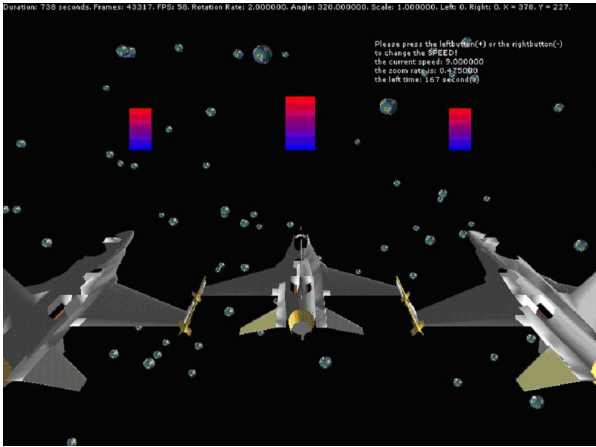 Duration: 738 seconds. Frames: 43317. FPS: 58. Rotation Rate: 2.000000. Angle: 320.000000. Scale: 1.000000. Left: 0. Right: 0. X = 378. Y = 227.
Please press the leftbutton(+) or the rightbutton(-)
to change the SPEED!
the current speed: 9.000000
the zoom rate is: 0.475000
the left time: 167 second(s)